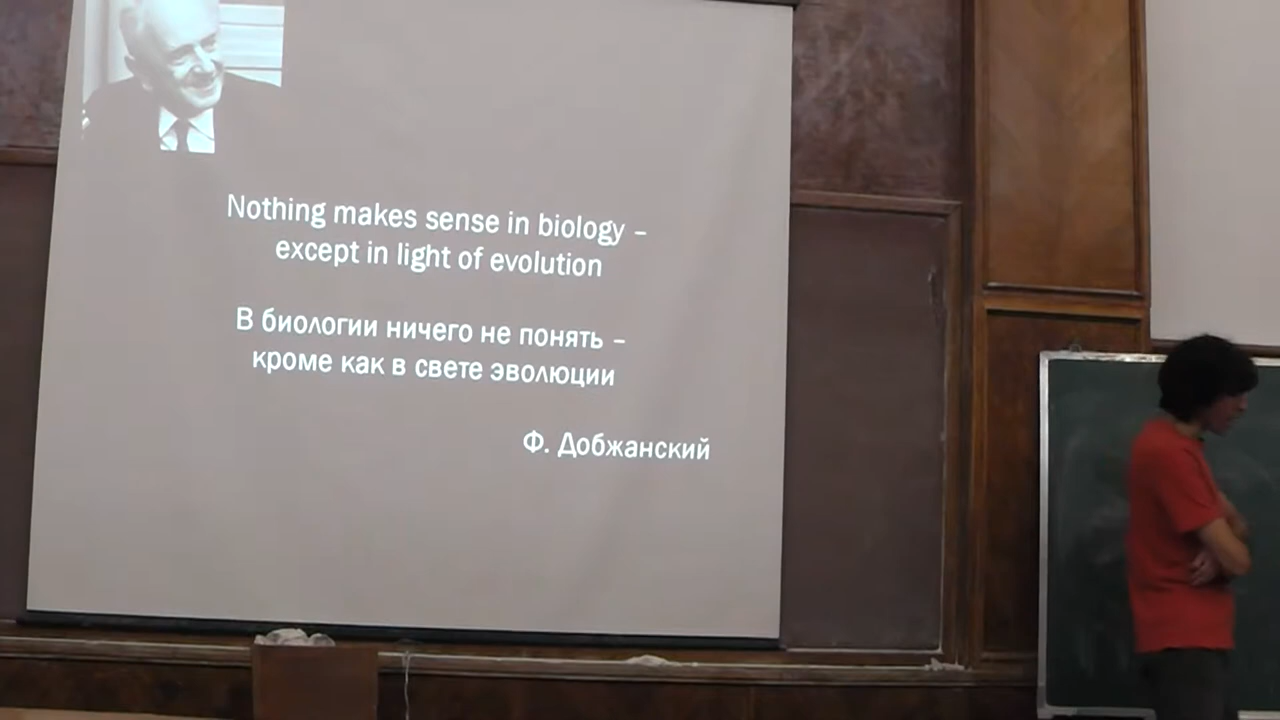 Nothing makes sense in biology –
except in light of evolution
В биологии ничего не понять –
кроме как в свете эволюции
Ф. Добжанский